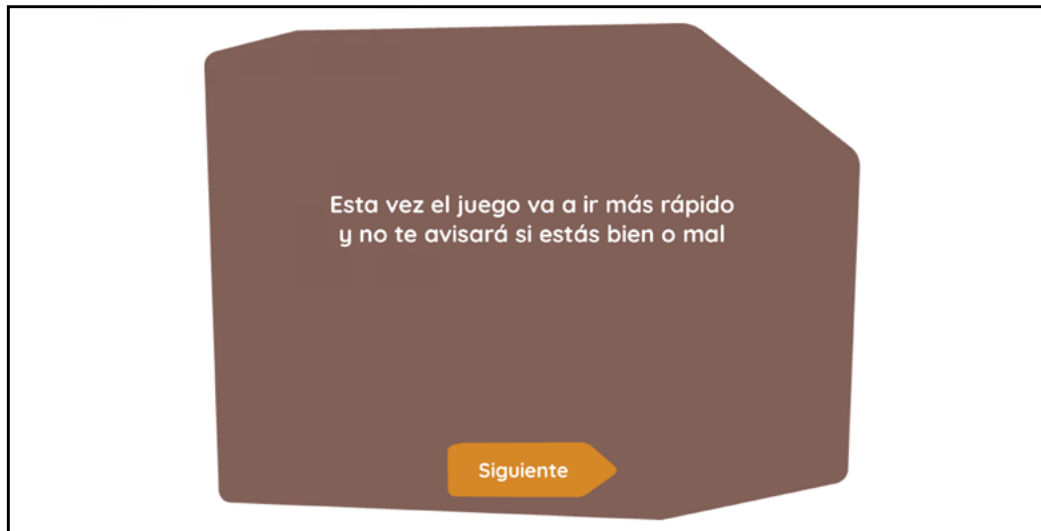 Esta vez el juego va a ir más rápido
y no te avisará si estás bien o mal
Siguiente